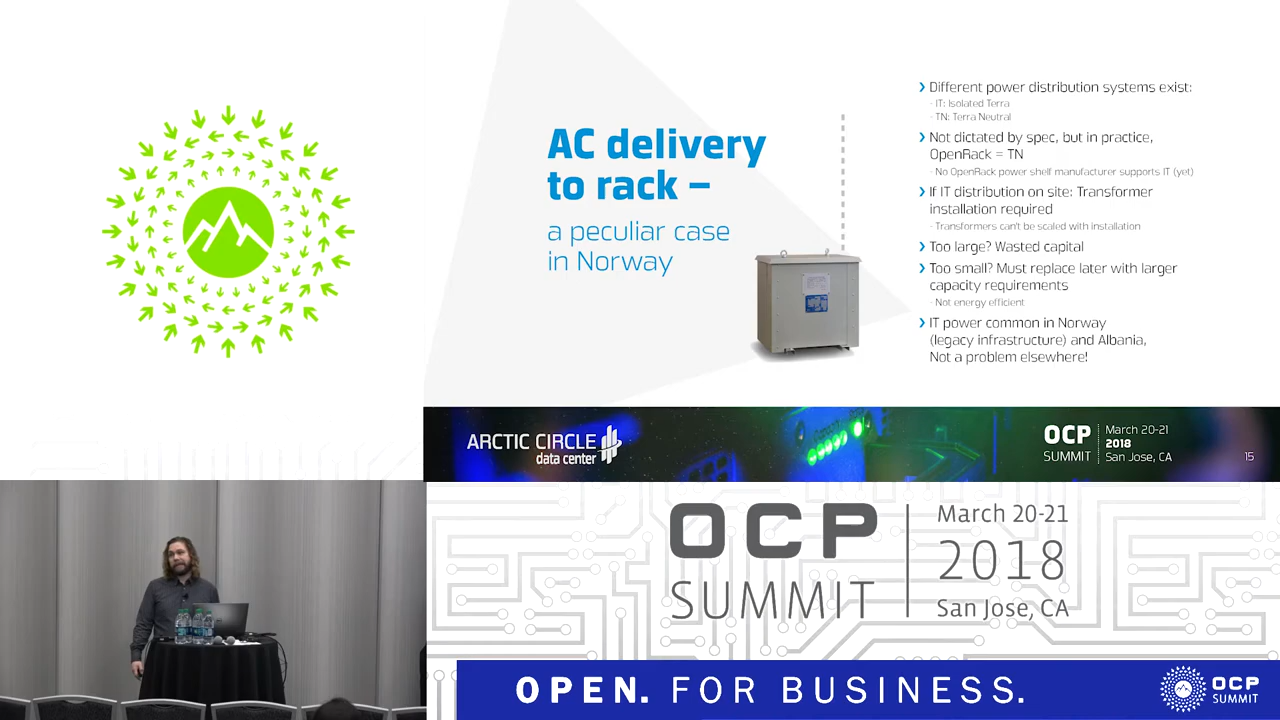 AC delivery
to rack –
a peculiar case
in Norway
› Different power distribution systems exist:
- IT: Isolated Terra
- TN: Terra Neutral
› Not dictated by spec, but in practice,
OpenRack = TN
- No OpenRack power shelf manufacturer supports IT (yet)
› If IT distribution on site: Transformer
installation required
- Transformers can't be scaled with installation
› Too large? Wasted capital
› Too small? Must replace later with larger
capacity requirements
- Not energy efficient
› IT power common in Norway
(legacy infrastructure) and Albania,
Not a problem elsewhere!
ARCTIC CIRCLE
data center
OCP
SUMMIT
March 20-21
2018
San Jose, CA
15
OCP
SUMMIT
March 20-21
2018
San Jose, CA
OPEN. FOR BUSINESS.
OCP
SUMMIT